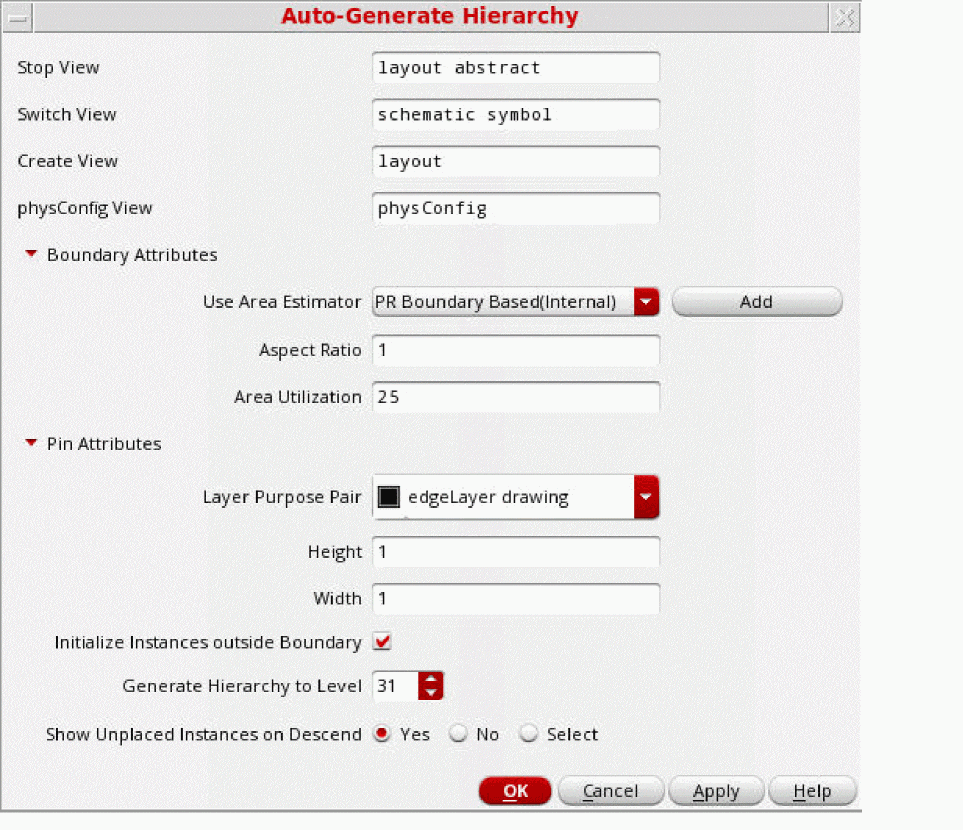 Auto-Generate Hierarchy
Stop View layout abstract
Switch View schematic symbol
Create View layout
physConfig View physConfig
Boundary Attributes
Use Area Estimator PR Boundary Based(Internal) Add
Aspect Ratio 1
Area Utilization 25
Pin Attributes
Layer Purpose Pair edgeLayer drawing
Height 1
Width 1
Initialize Instances outside Boundary
Generate Hierarchy to Level 31
Show Unplaced Instances on Descend Yes No Select
OK Cancel Apply Help